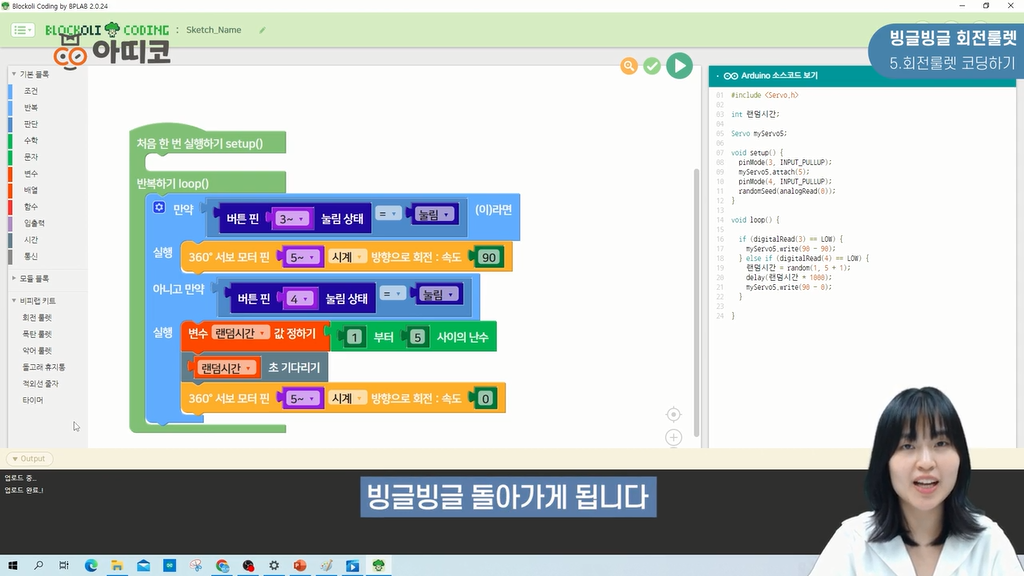 Blockoli Coding by BPLAB 2.0.24
BLOCKOLI CODING : Sketch_Name
아띠코
빙글빙글 회전룰렛
5.회전룰렛 코딩하기
기본 블록
조건
반복
판단
수학
문자
변수
배열
함수
입출력
시간
통신
모듈 블록
비피랩 키트
회전 룰렛
폭탄 룰렛
악어 룰렛
돌고래 휴지통
적외선 줄자
타이머
처음 한 번 실행하기 setup()
반복하기 loop()
만약 버튼 핀 3~ 눌림 상태 = 눌림 (이)라면
실행 360° 서보 모터 핀 5~ 시계 방향으로 회전 : 속도 90
아니고 만약 버튼 핀 4 눌림 상태 = 눌림
실행 변수 랜덤시간 값 정하기 1 부터 5 사이의 난수
랜덤시간 초 기다리기
360° 서보 모터 핀 5~ 시계 방향으로 회전 : 속도 0
Arduino 소스코드 보기
01 #include <Servo.h>
02
03 int 랜덤시간;
04
05 Servo myServo5;
06
07 void setup() {
08 pinMode(3, INPUT_PULLUP);
09 myServo5.attach(5);
10 pinMode(4, INPUT_PULLUP);
11 randomSeed(analogRead(0));
12 }
13
14 void loop() {
15
16 if (digitalRead(3) == LOW) {
17 myServo5.write(90 - 90);
18 } else if (digitalRead(4) == LOW) {
19 랜덤시간 = random(1, 5 + 1);
20 delay(랜덤시간 * 1000);
21 myServo5.write(90 - 0);
22 }
23
24 }
Output
업로드 중...
업로드 완료..!
빙글빙글 돌아가게 됩니다